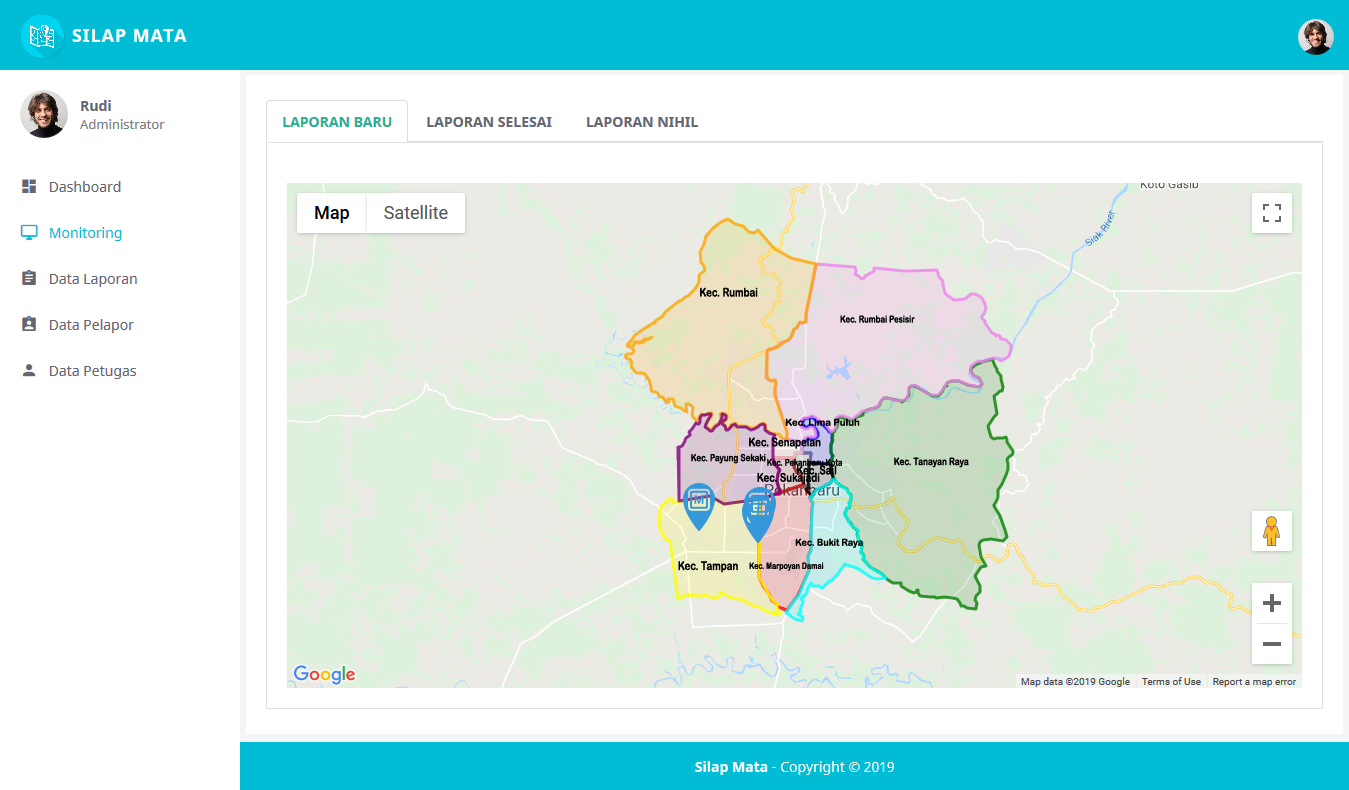 SILAP MATA
Rudi
Administrator
Dashboard
Monitoring
Data Laporan
Data Pelapor
Data Petugas
LAPORAN BARU
LAPORAN SELESAI
LAPORAN NIHIL
Map
Satellite
Koto Gasib
Siak River
Kec. Rumbai
Kec. Rumbai Pesisir
Kec. Lima Puluh
Kec. Senapelan
Kec. Payung Sekaki
Kec. Pekanbaru Kota
Kec. Tanayan Raya
Kec. Sail
Kec. Sukajadi
Pekanbaru
M
Kec. Bukit Raya
Kec. Tampan
Kec. Marpoyan Damai
Google
Map data ©2019 Google
Terms of Use
Report a map error
Silap Mata - Copyright © 2019